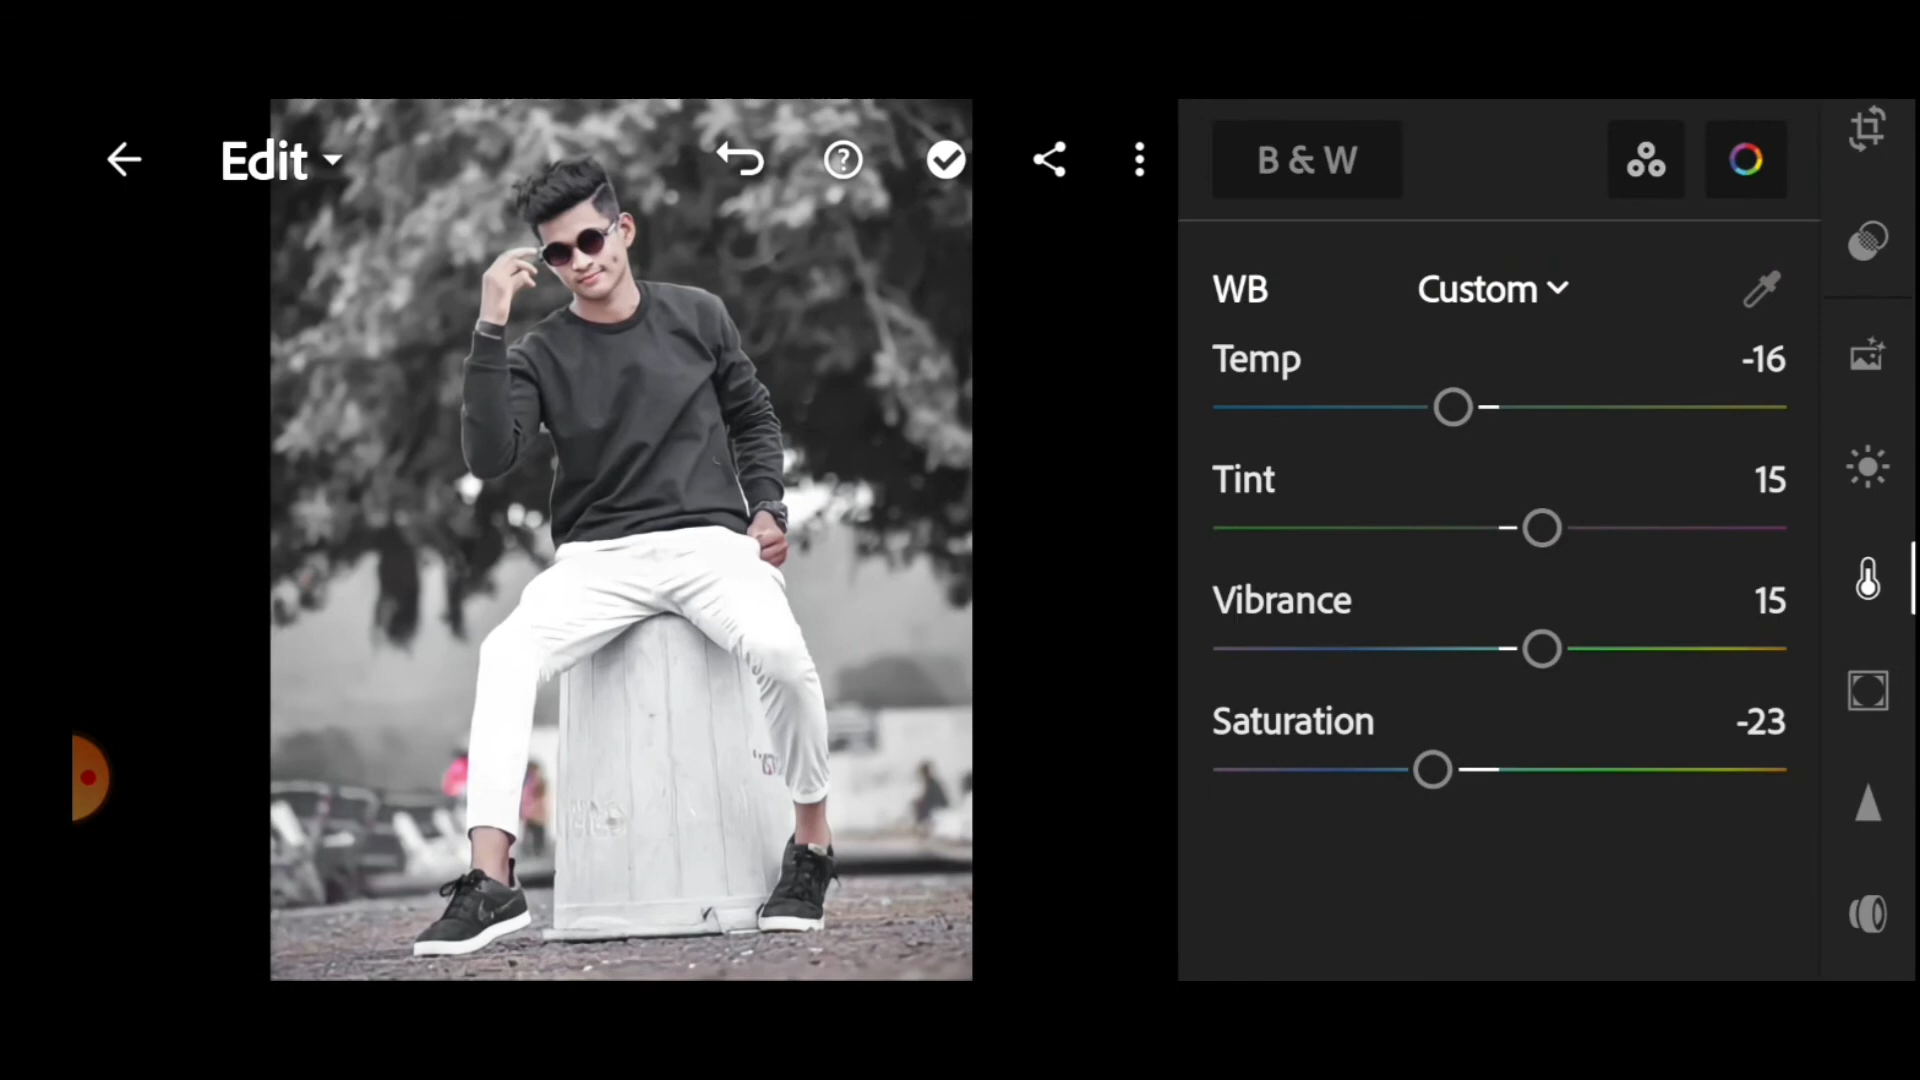 Edit
B & W
WB Custom
Temp -16
Tint 15
Vibrance 15
Saturation -23